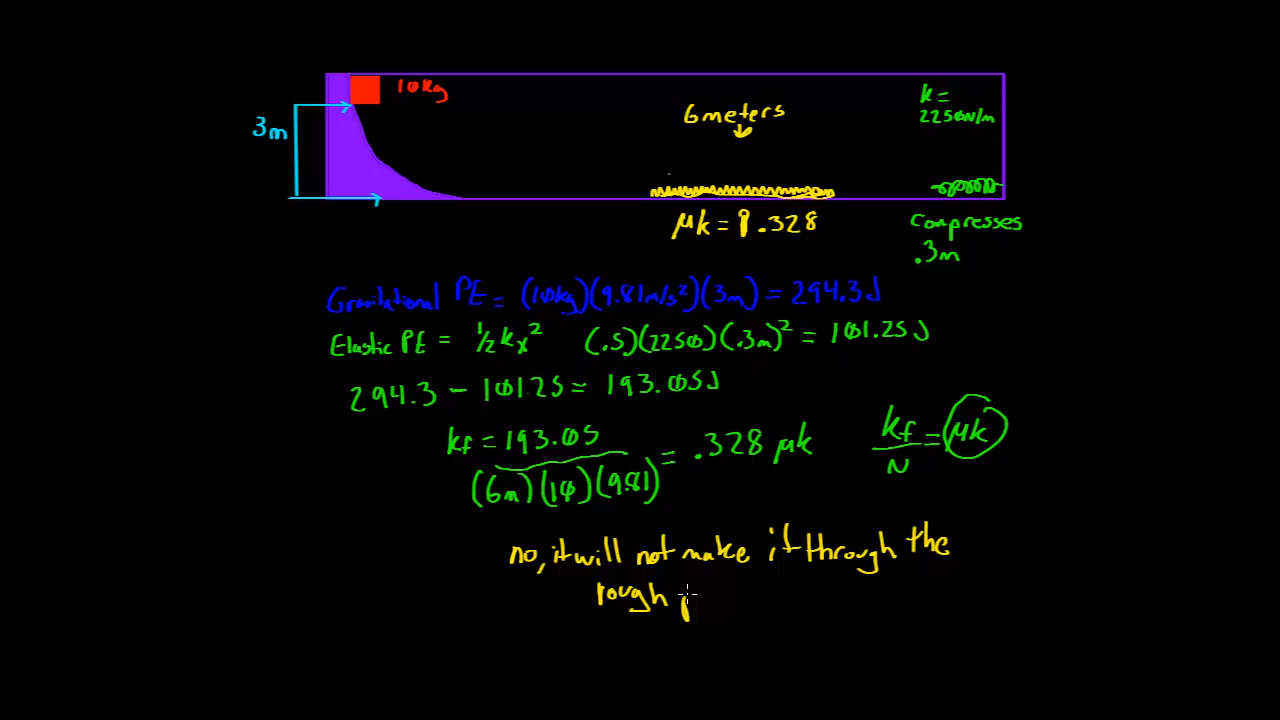 10kg
6 meters
k =
2250N/m
3m
μk = .328
Compresses
.3m
Gravitational PE = (10kg)(9.81m/s²)(3m) = 294.3J
Elastic PE = ½kx² (.5)(2250)(.3m)² = 101.25J
294.3 - 101.25 = 193.05J
kf = 193.05
(6m)(10)(9.81) = .328 μk
kf
N = μk
no, it will not make it through the
rough